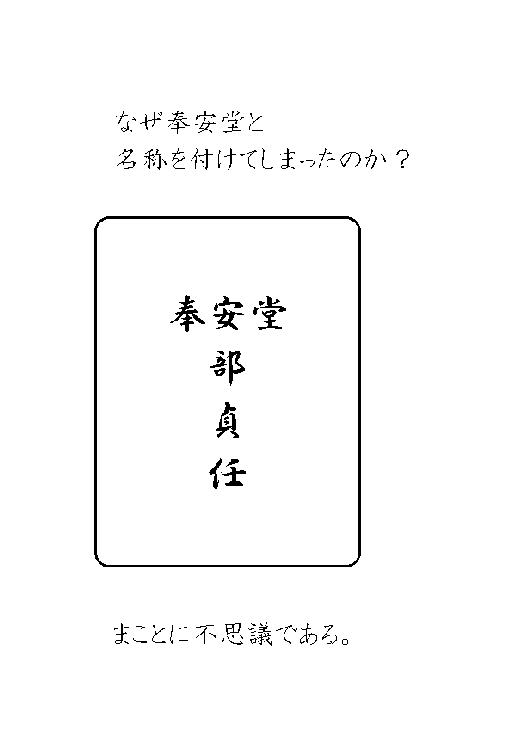 なぜ奉安堂と
名称を付けてしまったのか？
奉安堂
部
貞
任
まことに不思議である。